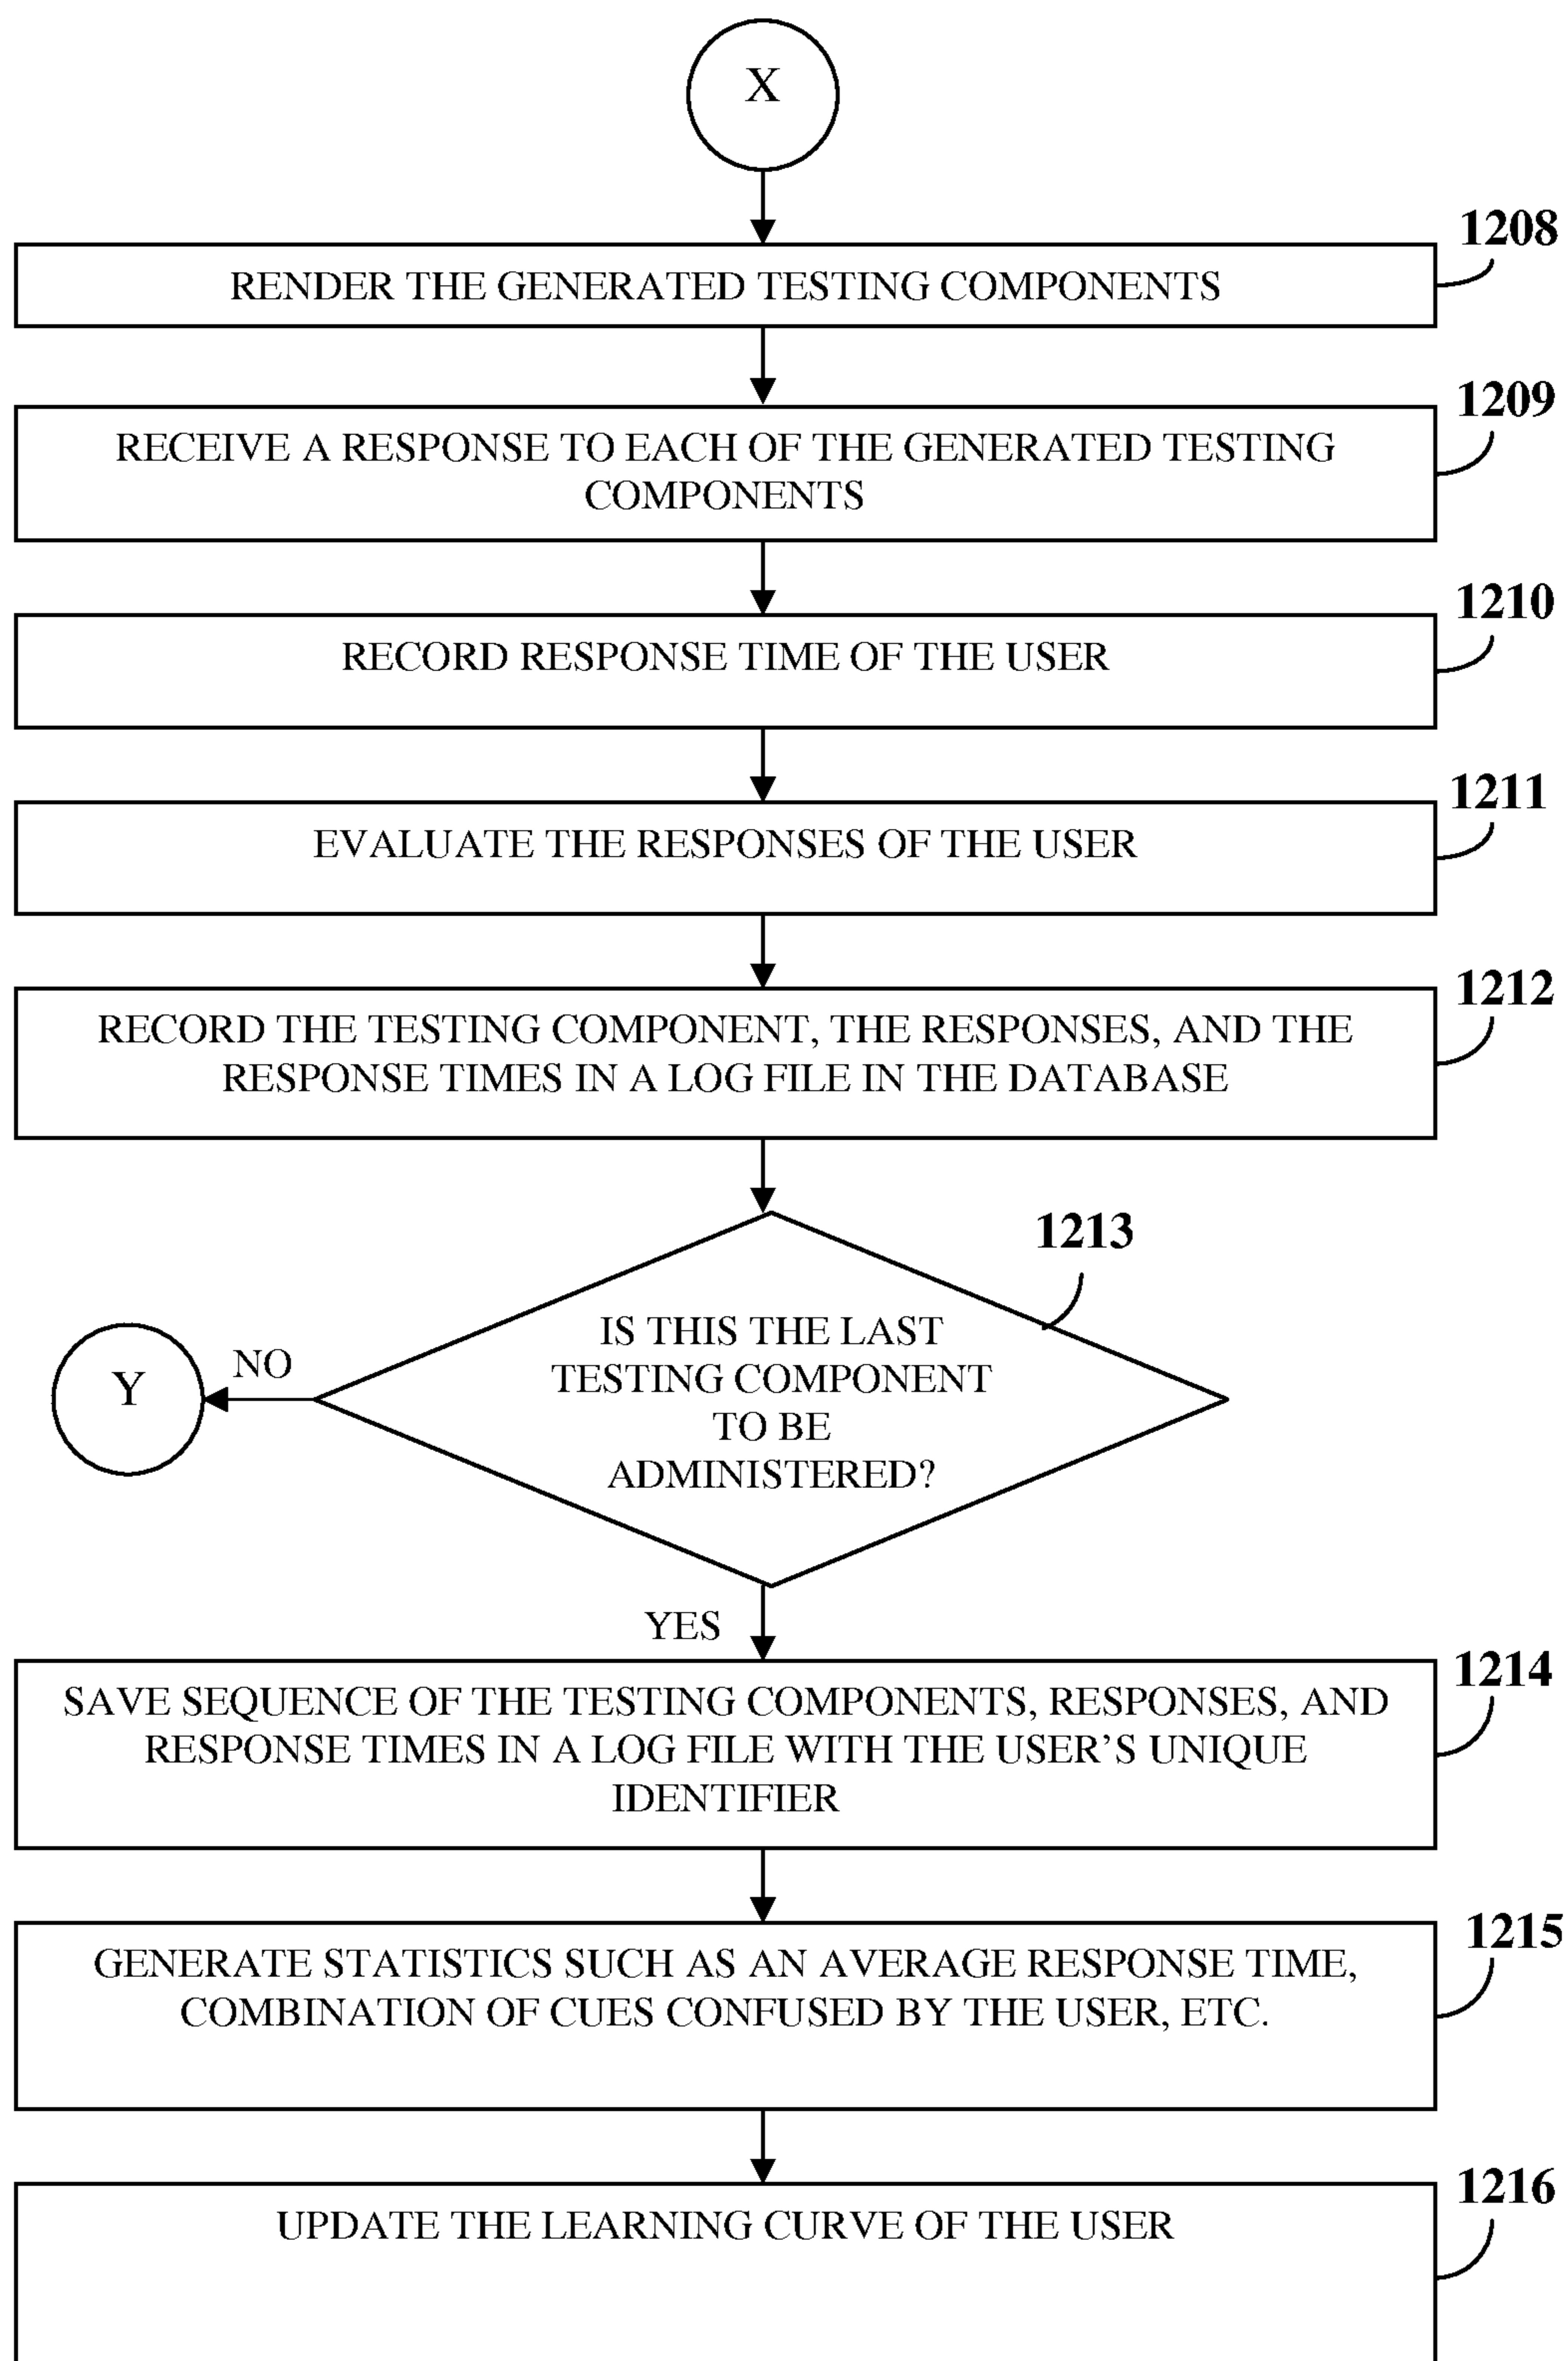 X
1208
RENDER THE GENERATED TESTING COMPONENTS
1209
RECEIVE A RESPONSE TO EACH OF THE GENERATED TESTING
COMPONENTS
1210
RECORD RESPONSE TIME OF THE USER
1211
EVALUATE THE RESPONSES OF THE USER
1212
RECORD THE TESTING COMPONENT, THE RESPONSES, AND THE
RESPONSE TIMES IN A LOG FILE IN THE DATABASE
1213
IS THIS THE LAST
TESTING COMPONENT
TO BE
ADMINISTERED?
NO
Y
YES
1214
SAVE SEQUENCE OF THE TESTING COMPONENTS, RESPONSES, AND
RESPONSE TIMES IN A LOG FILE WITH THE USER’S UNIQUE
IDENTIFIER
1215
GENERATE STATISTICS SUCH AS AN AVERAGE RESPONSE TIME,
COMBINATION OF CUES CONFUSED BY THE USER, ETC.
1216
UPDATE THE LEARNING CURVE OF THE USER